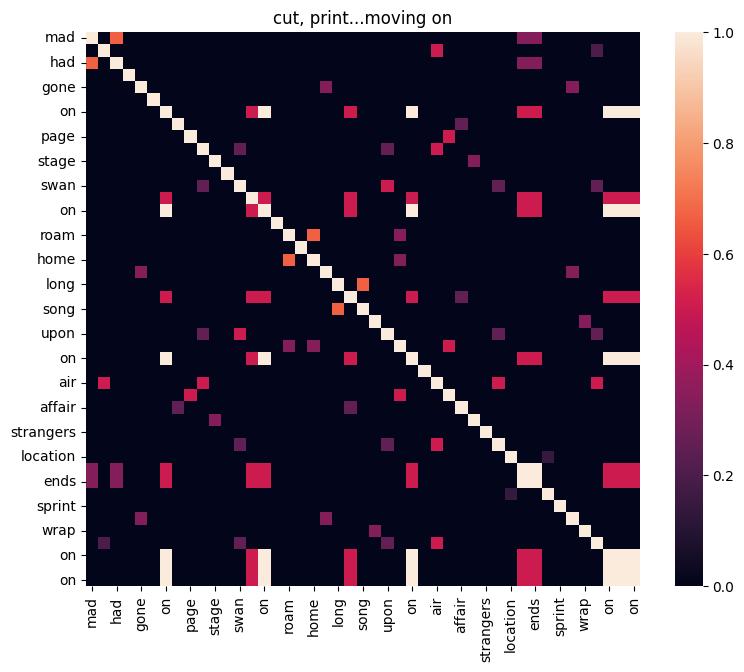 cut, print...moving on
mad
had
gone
on
page
stage
swan
on
roam
home
long
song
upon
on
air
affair
strangers
location
ends
sprint
wrap
on
on
1.0
0.8
0.6
0.4
0.2
0.0
mad
had
gone
on
page
stage
swan
on
roam
home
long
song
upon
on
air
affair
strangers
location
ends
sprint
wrap
on
on